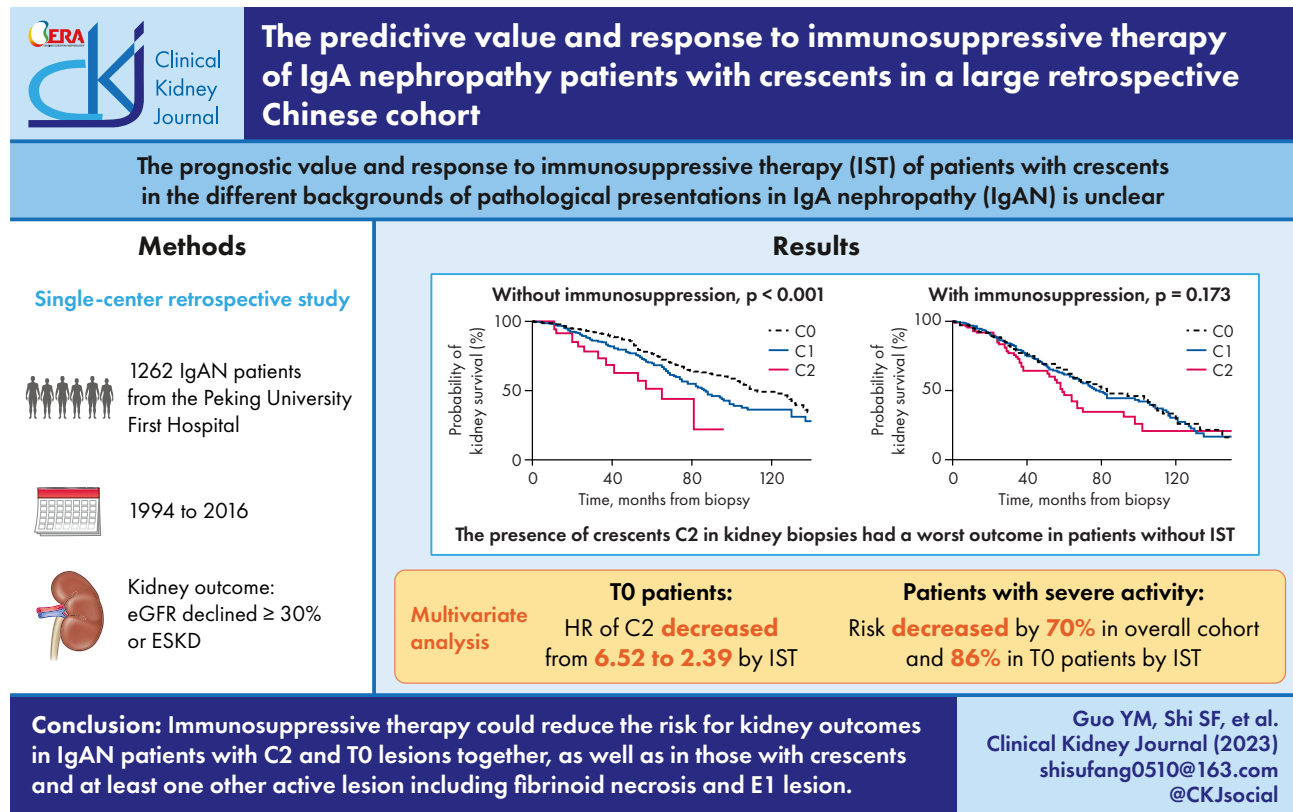 ERA
CKJ
Clinical
Kidney
Journal
The predictive value and response to immunosuppressive therapy
of IgA nephropathy patients with crescents in a large retrospective
Chinese cohort
The prognostic value and response to immunosuppressive therapy (IST) of patients with crescents
in the different backgrounds of pathological presentations in IgA nephropathy (IgAN) is unclear
Methods
Single-center retrospective study
1262 IgAN patients
from the Peking University
First Hospital
1994 to 2016
Kidney outcome:
eGFR declined ≥ 30%
or ESKD
Results
Without immunosuppression, p < 0.001
Probability of
kidney survival (%)
100
50
0
C0
C1
C2
0 40 80 120
Time, months from biopsy
With immunosuppression, p = 0.173
Probability of
kidney survival (%)
100
50
0
C0
C1
C2
0 40 80 120
Time, months from biopsy
The presence of crescents C2 in kidney biopsies had a worst outcome in patients without IST
Multivariate
analysis
T0 patients:
HR of C2 decreased
from 6.52 to 2.39 by IST
Patients with severe activity:
Risk decreased by 70% in overall cohort
and 86% in T0 patients by IST
Conclusion: Immunosuppressive therapy could reduce the risk for kidney outcomes
in IgAN patients with C2 and T0 lesions together, as well as in those with crescents
and at least one other active lesion including fibrinoid necrosis and E1 lesion.
Guo YM, Shi SF, et al.
Clinical Kidney Journal (2023)
shisufang0510@163.com
@CKJsocial